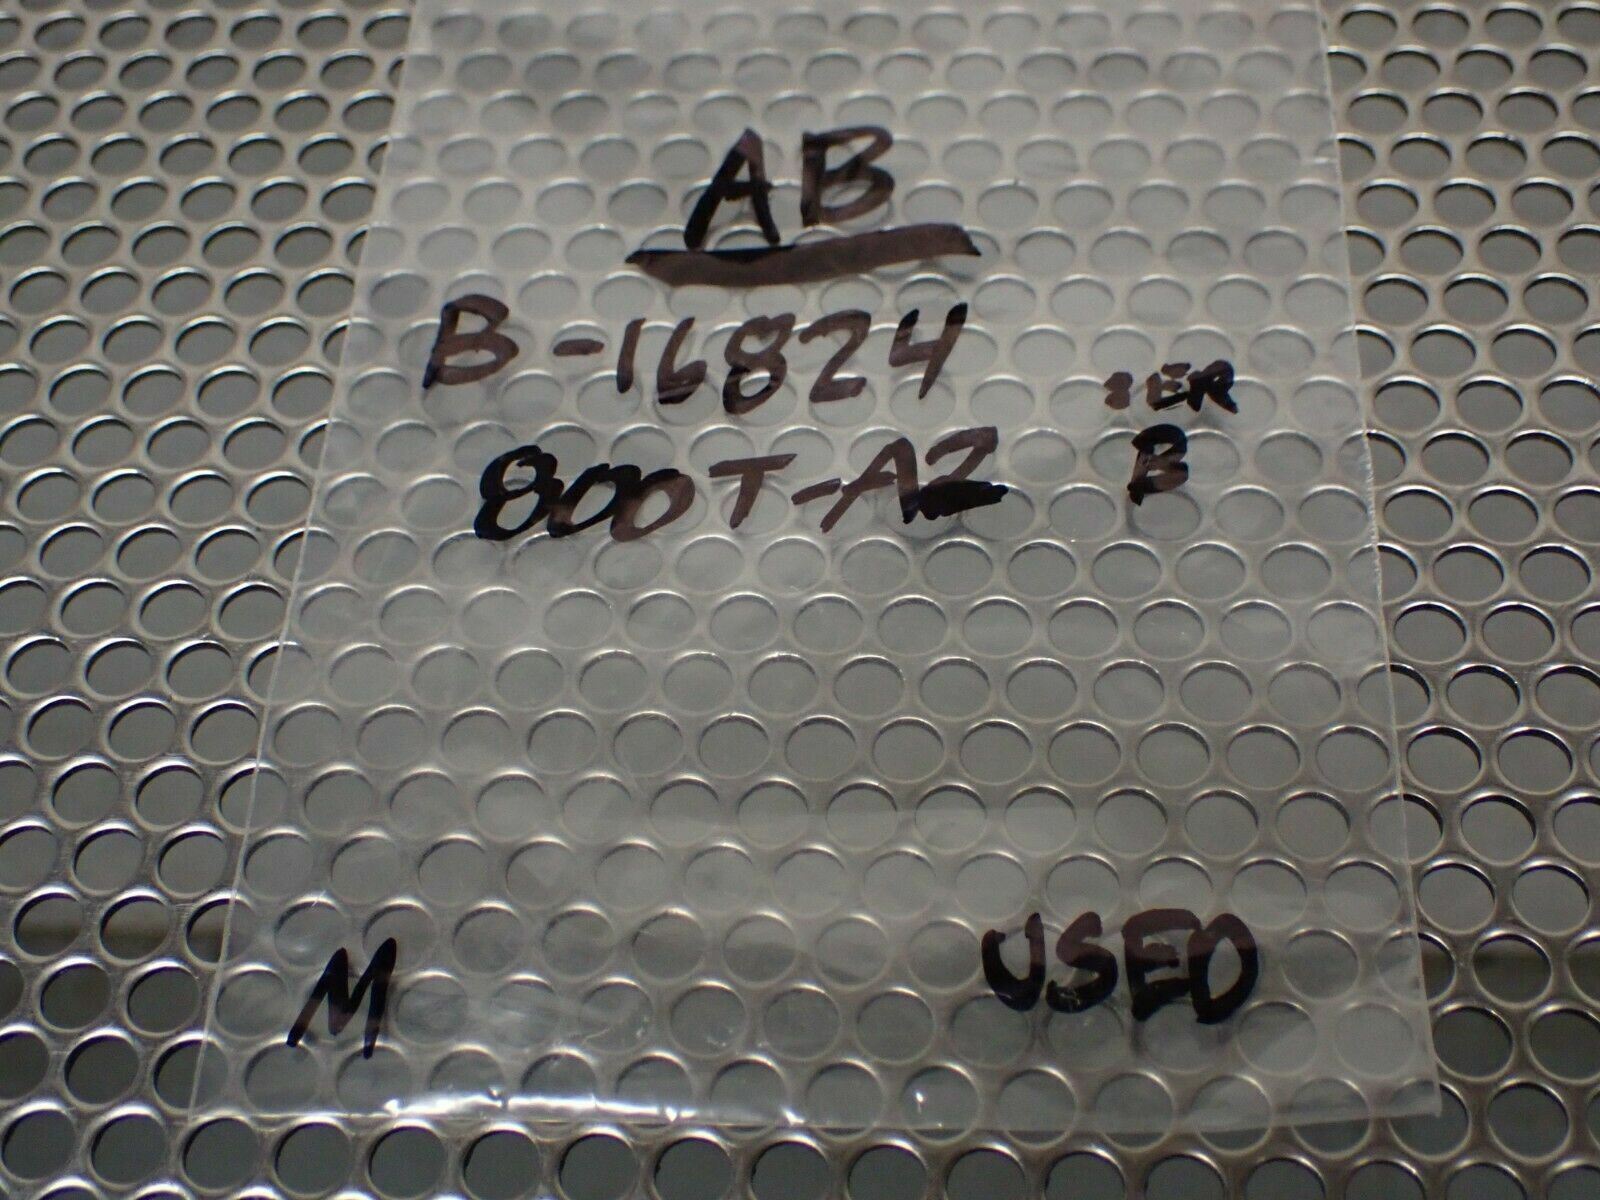 AB
B-16824
SER
800T-A2 B
M USED